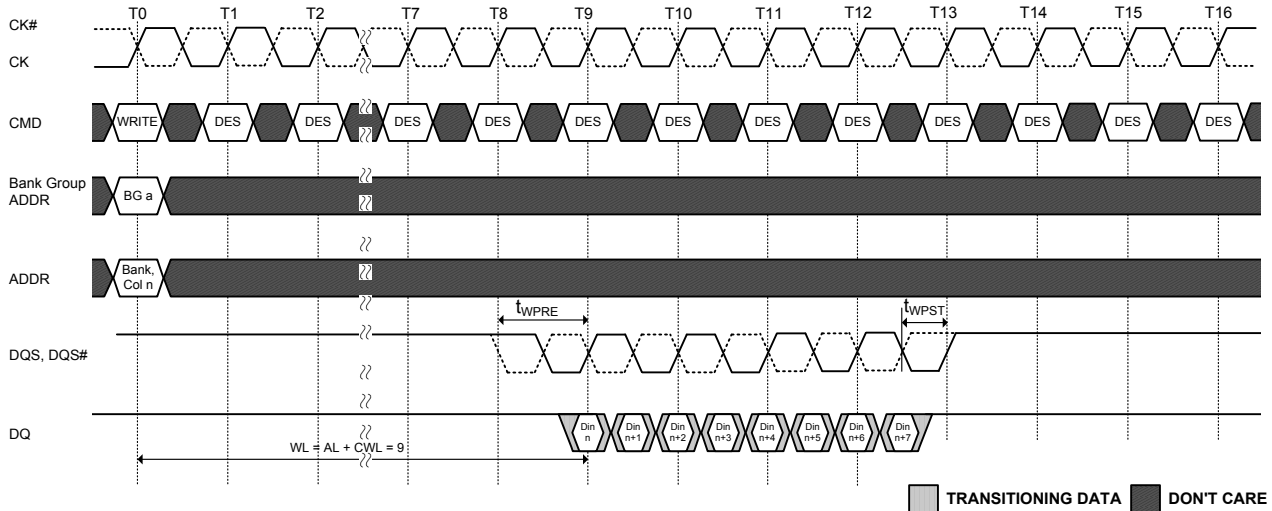 T0 T1 T2 T7 T8 T9 T10 T11 T12 T13 T14 T15 T16
CK#
CK
CMD WRITE DES DES DES DES DES DES DES DES DES DES DES DES
Bank Group
ADDR
BG a
ADDR
Bank,
Col n
tWPRE tWPST
DQS, DQS#
DQ
Din Din Din Din Din Din Din Din
n n+1 n+2 n+3 n+4 n+5 n+6 n+7
WL = AL + CWL = 9
TRANSITIONING DATA DON'T CARE